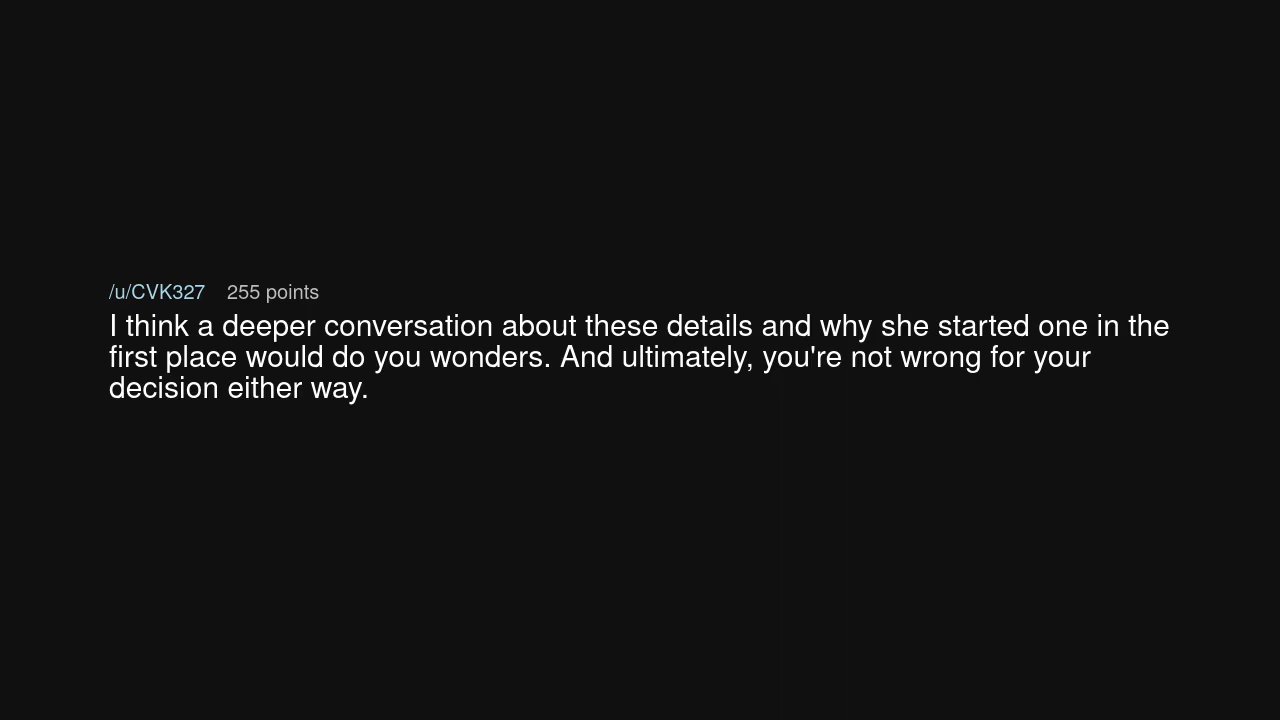 /u/CVK327 255 points
I think a deeper conversation about these details and why she started one in the
first place would do you wonders. And ultimately, you're not wrong for your
decision either way.